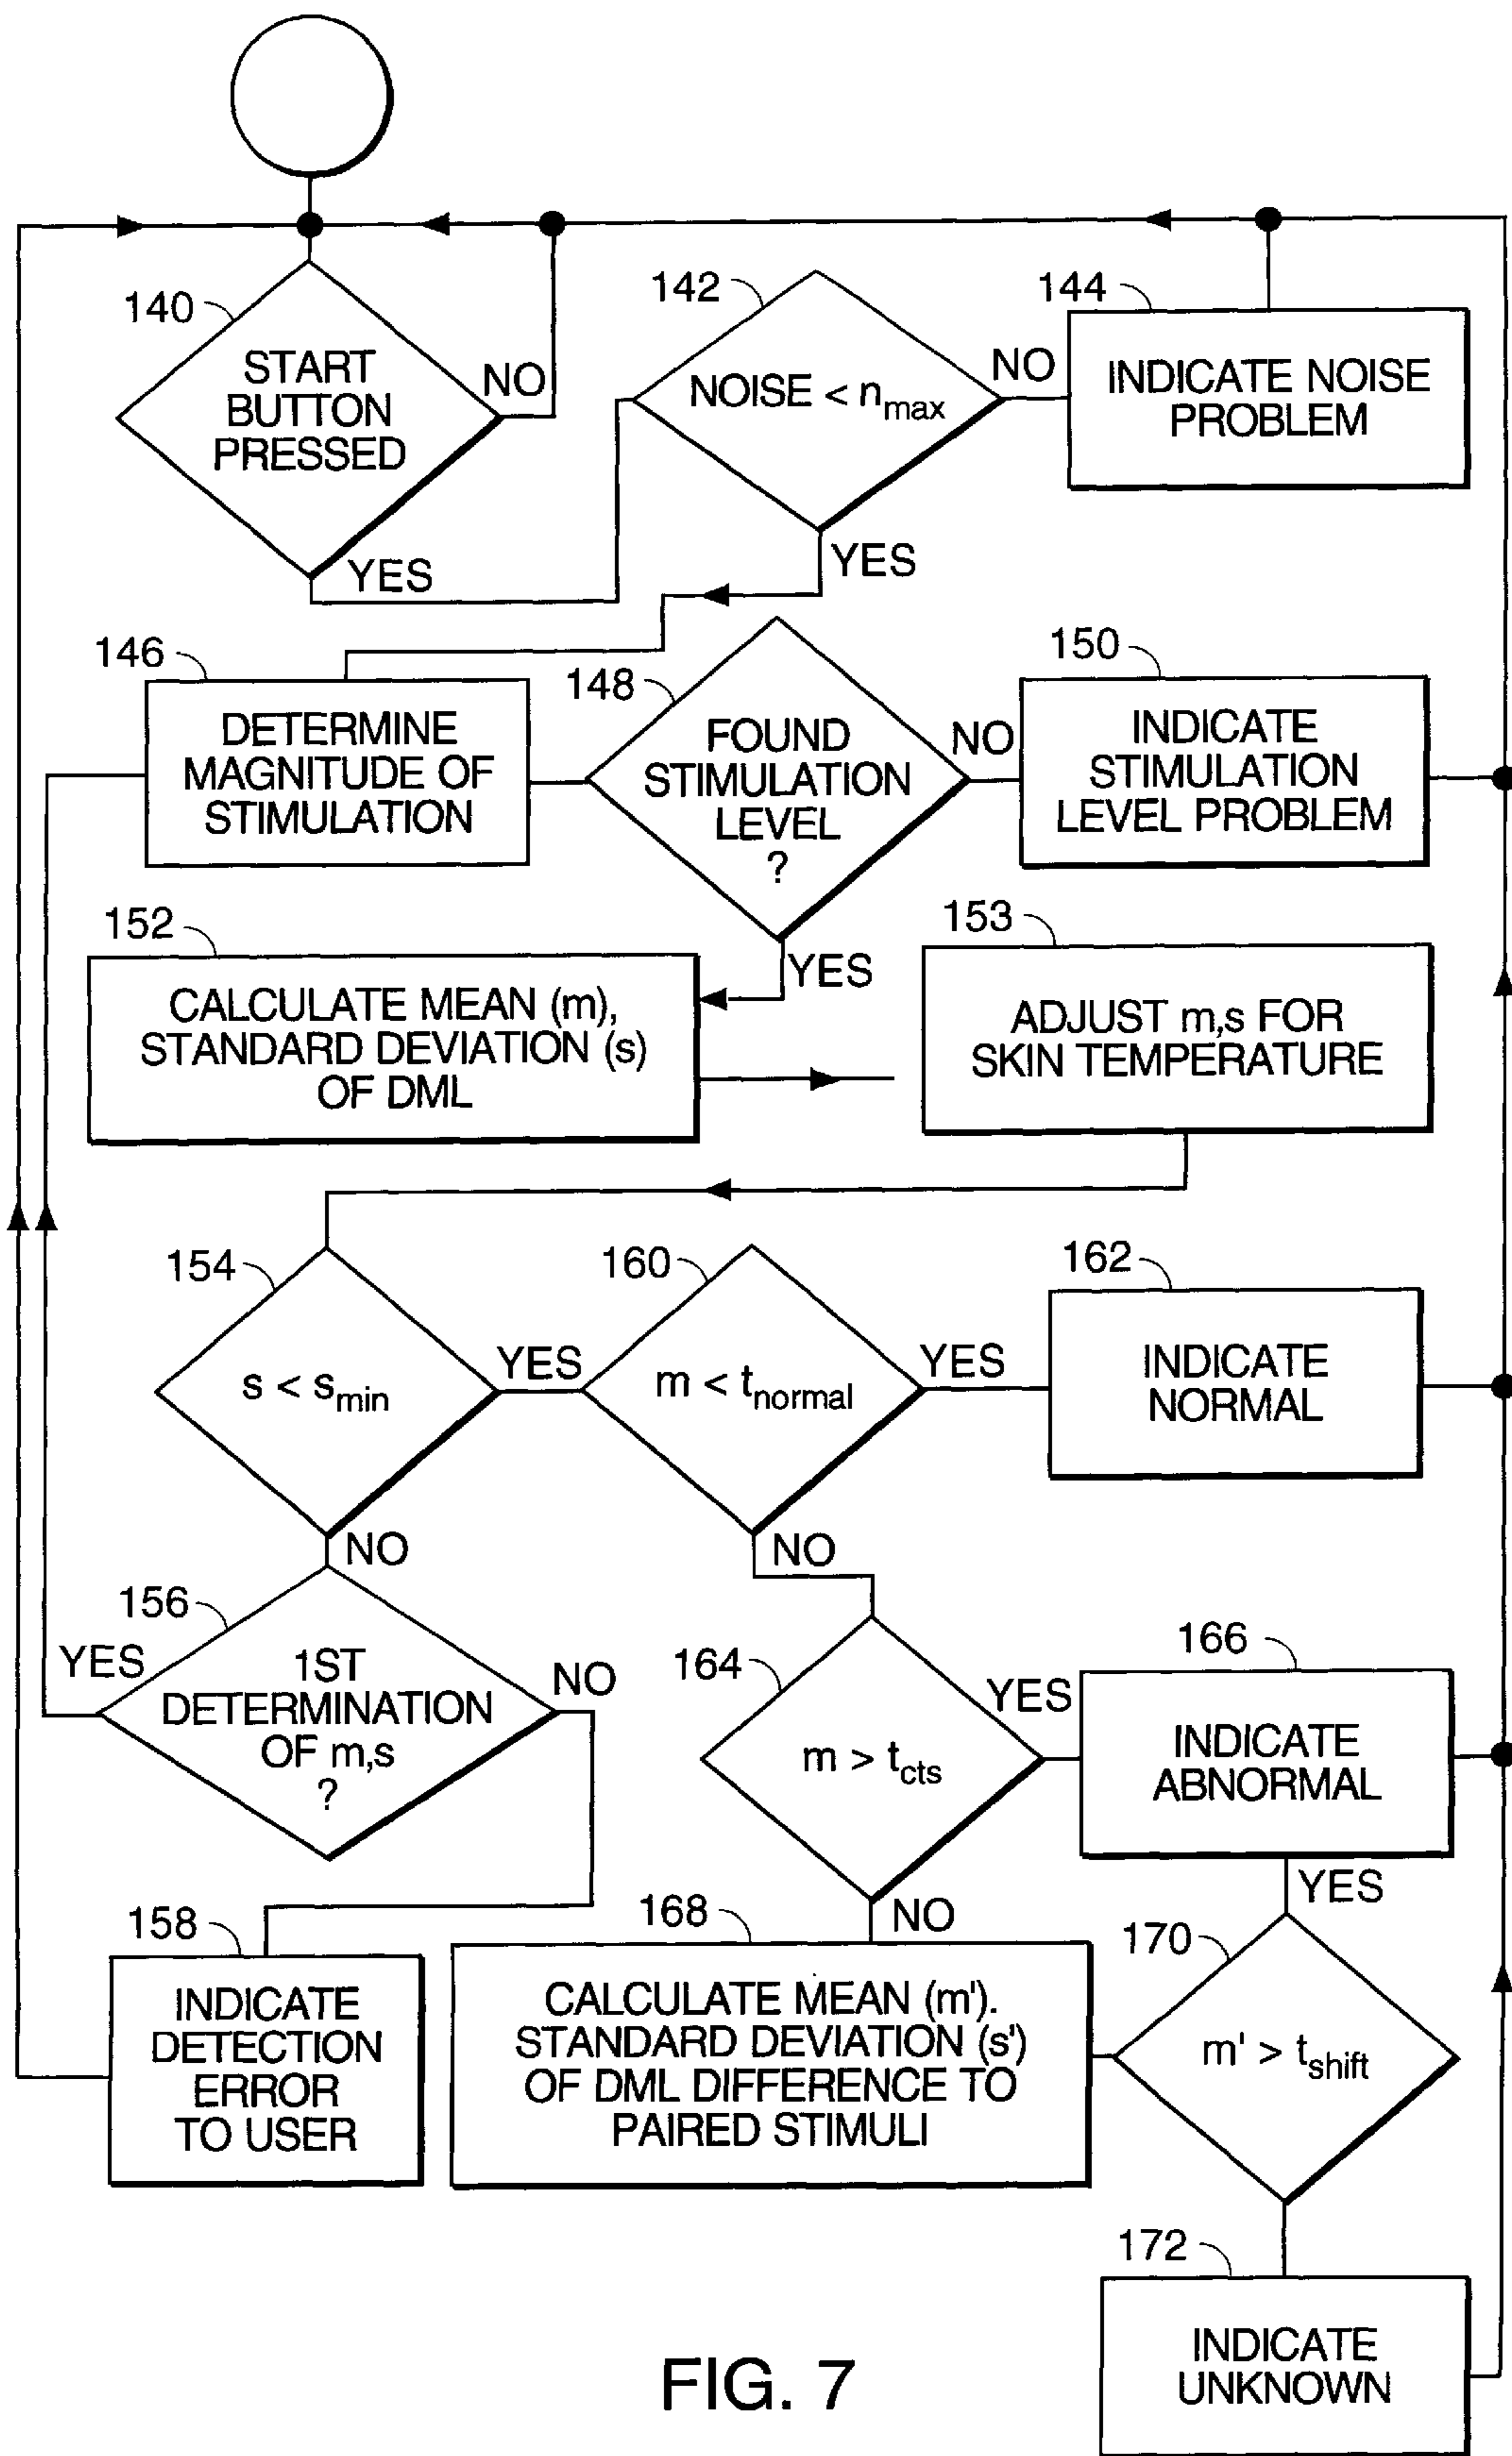 140
START
BUTTON
PRESSED
NO
YES
142
NOISE < nmax
NO
YES
144
INDICATE NOISE
PROBLEM
146
DETERMINE
MAGNITUDE OF
STIMULATION
148
FOUND
STIMULATION
LEVEL
?
NO
YES
150
INDICATE
STIMULATION
LEVEL PROBLEM
152
CALCULATE MEAN (m),
STANDARD DEVIATION (s)
OF DML
153
ADJUST m,s FOR
SKIN TEMPERATURE
154
s < smin
YES
NO
160
m < tnormal
YES
NO
162
INDICATE
NORMAL
156
YES
1ST
DETERMINATION
OF m,s
?
NO
164
m > tcts
YES
NO
166
INDICATE
ABNORMAL
YES
158
INDICATE
DETECTION
ERROR
TO USER
168
CALCULATE MEAN (m').
STANDARD DEVIATION (s')
OF DML DIFFERENCE TO
PAIRED STIMULI
170
m' > tshift
172
INDICATE
UNKNOWN
FIG. 7